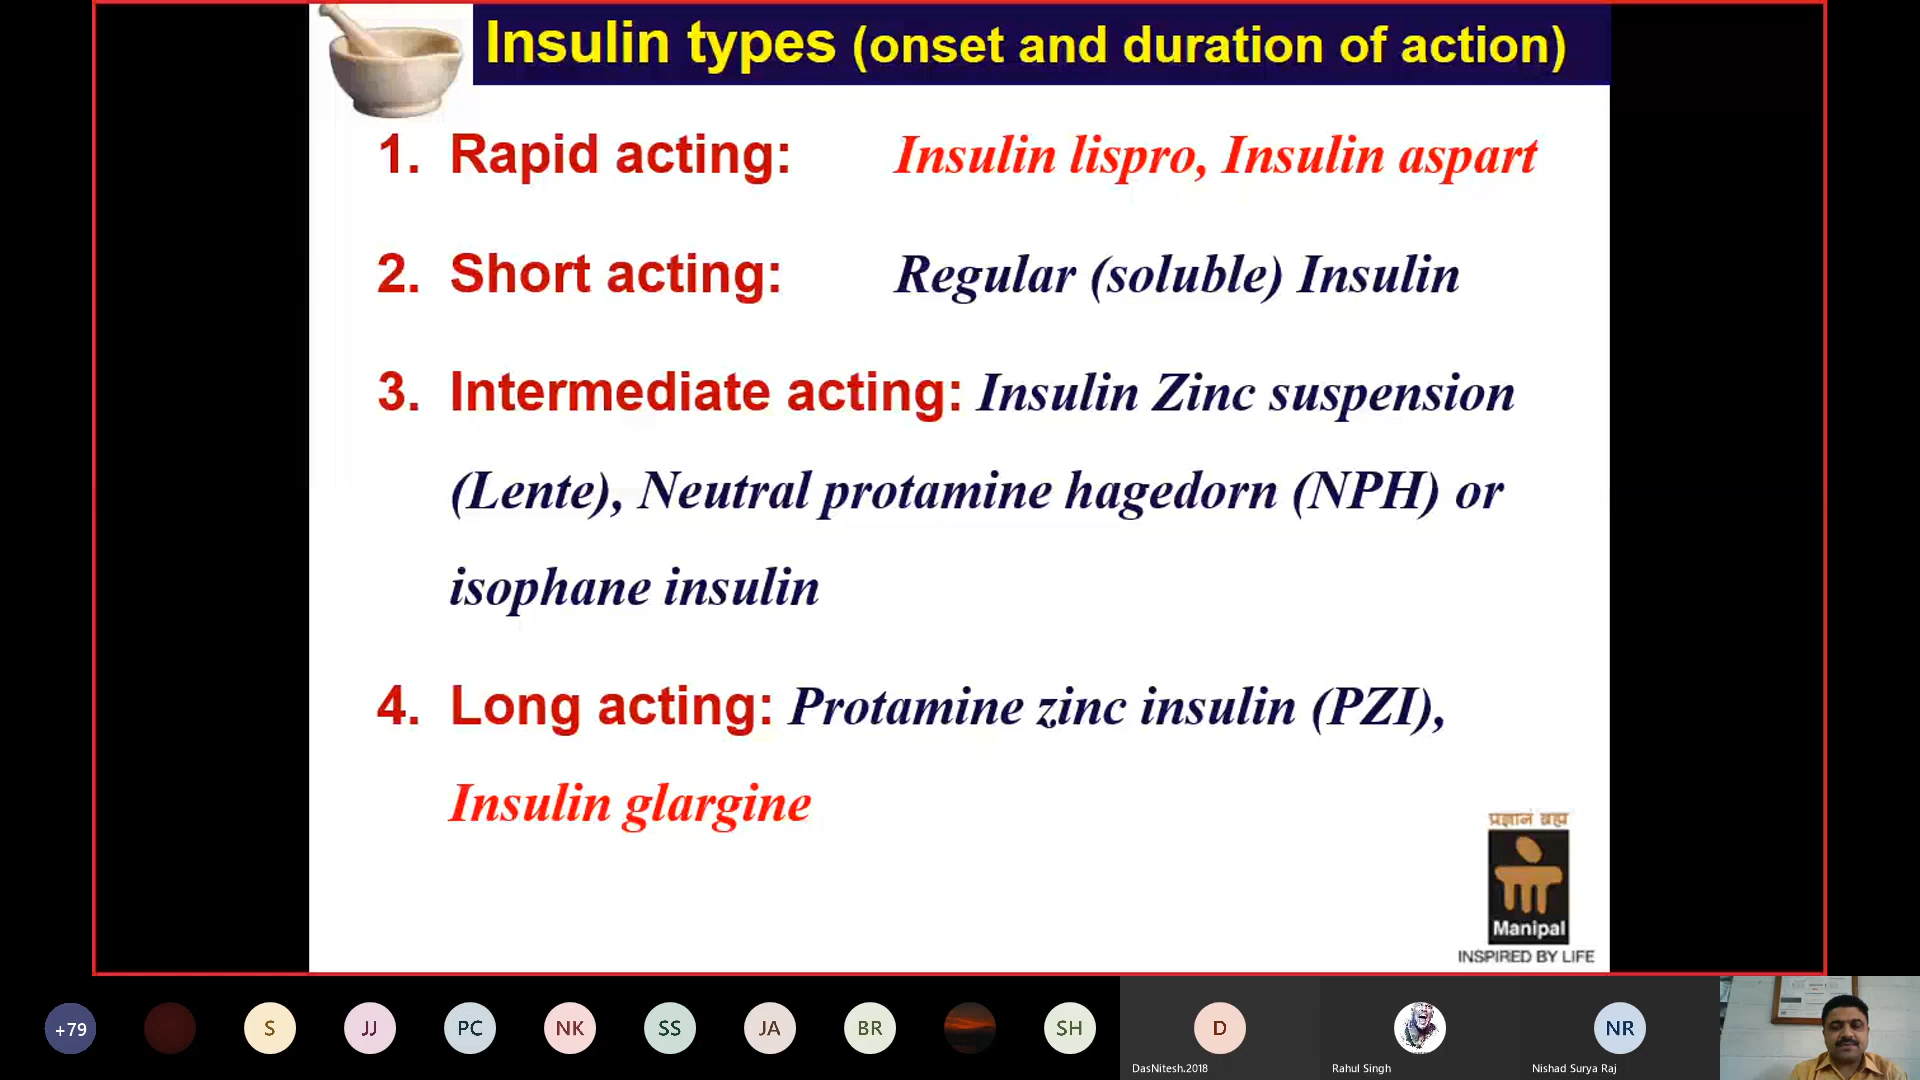 Insulin types (onset and duration of action)
1. Rapid acting: Insulin lispro, Insulin aspart
2. Short acting: Regular (soluble) Insulin
3. Intermediate acting: Insulin Zinc suspension
(Lente), Neutral protamine hagedorn (NPH) or
isophane insulin
4. Long acting: Protamine zinc insulin (PZI),
Insulin glargine
प्रज्ञानं ब्रह्म
Manipal
INSPIRED BY LIFE
+79 S JJ PC NK SS JA BR SH D NR
DasNitesh.2018 Rahul Singh Nishad Surya Raj